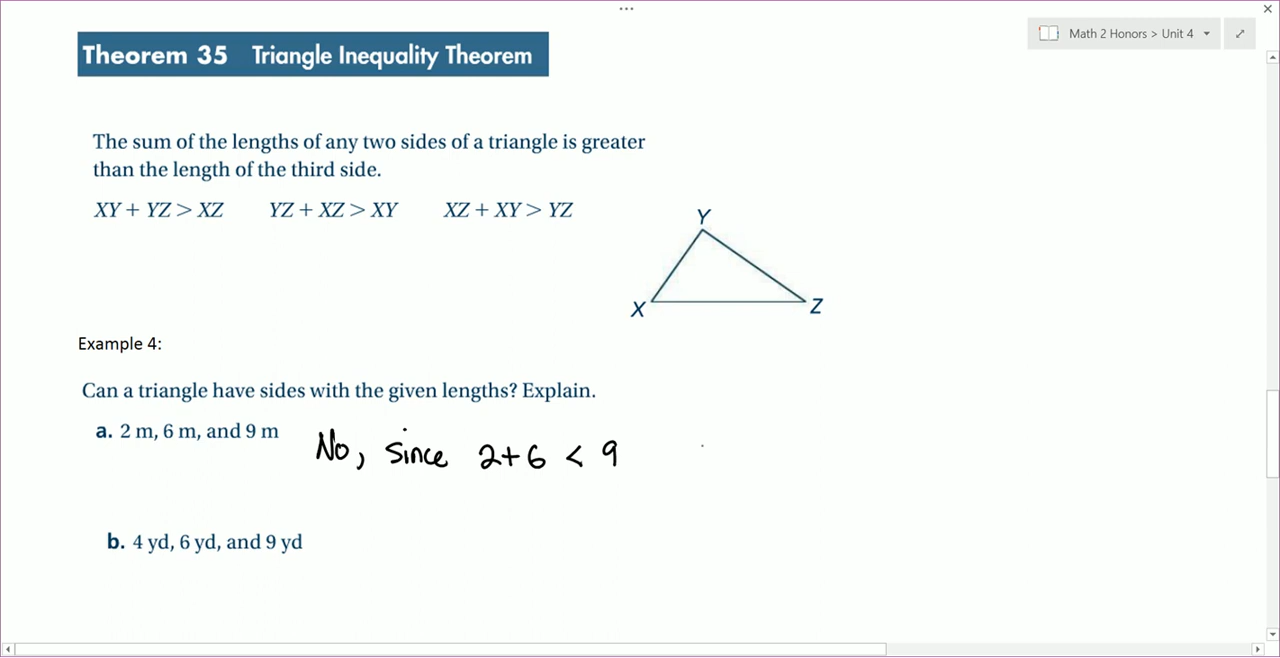 ...
Math 2 Honors > Unit 4
Theorem 35 Triangle Inequality Theorem
The sum of the lengths of any two sides of a triangle is greater
than the length of the third side.
XY + YZ > XZ YZ + XZ > XY XZ + XY > YZ
Y
X
Z
Example 4:
Can a triangle have sides with the given lengths? Explain.
a. 2 m, 6 m, and 9 m
No, since 2+6 < 9
b. 4 yd, 6 yd, and 9 yd